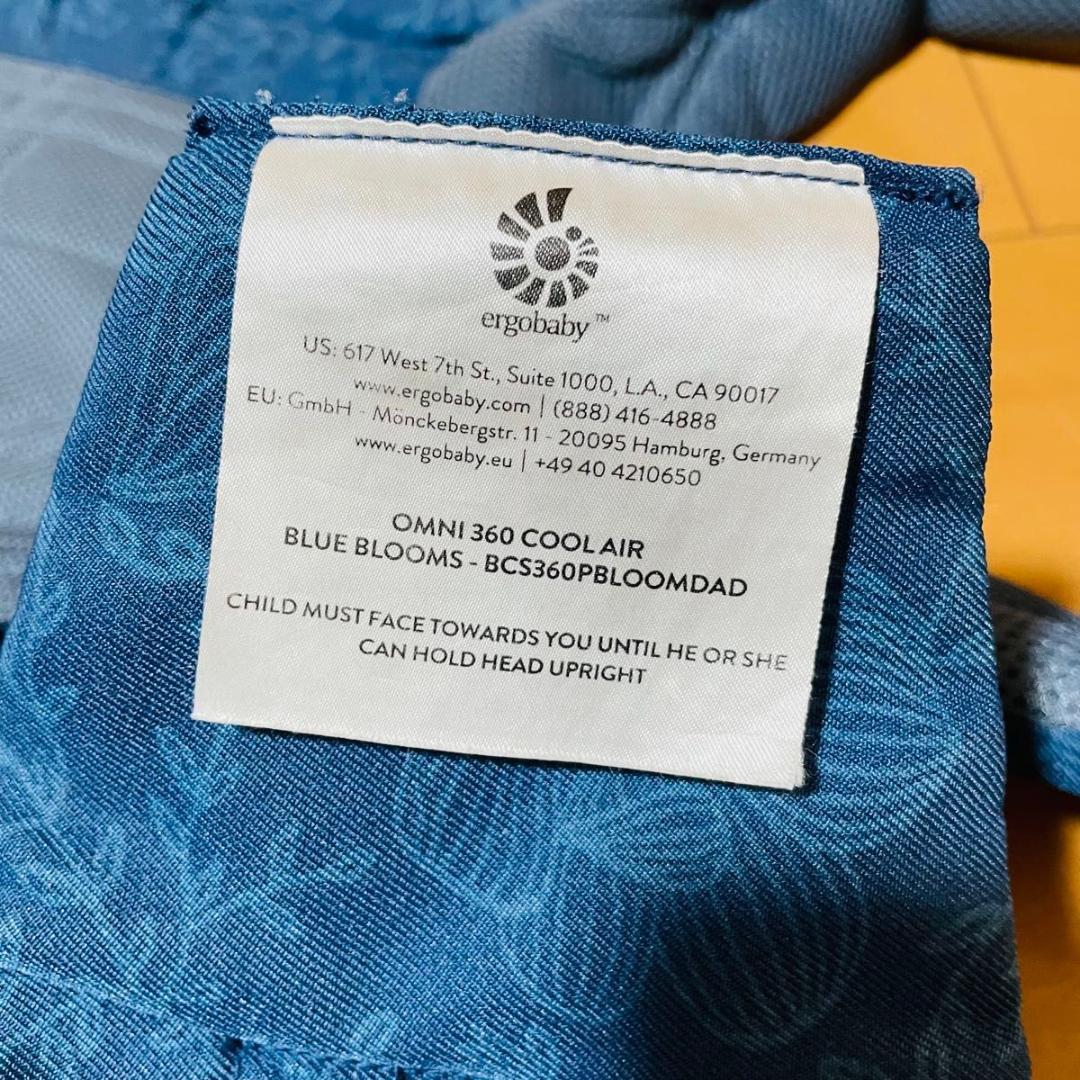 ergobaby™
US: 617 West 7th St., Suite 1000, L.A., CA 90017
www.ergobaby.com | (888) 416-4888
EU: GmbH - Mönckebergstr. 11 - 20095 Hamburg, Germany
www.ergobaby.eu | +49 40 4210650
OMNI 360 COOL AIR
BLUE BLOOMS - BCS360PBLOOMDAD
CHILD MUST FACE TOWARDS YOU UNTIL HE OR SHE
CAN HOLD HEAD UPRIGHT